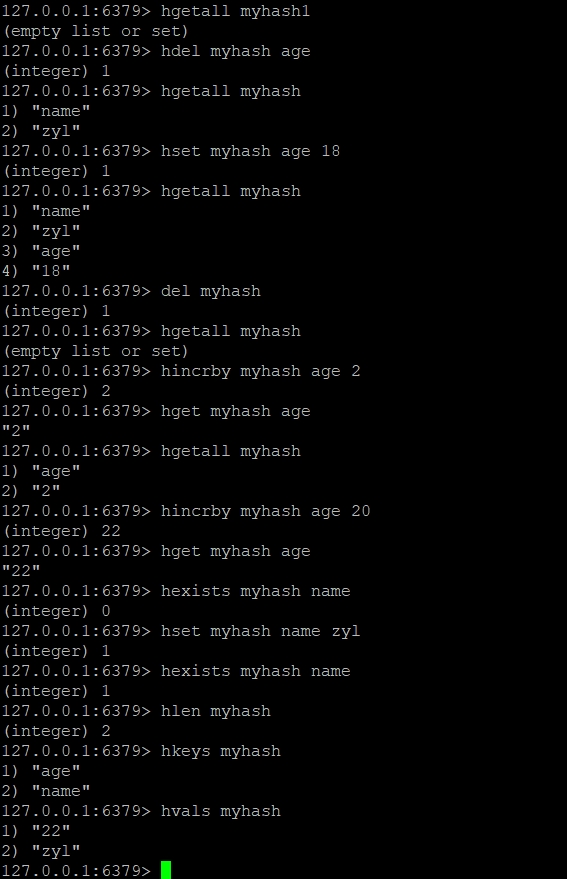 127.0.0.1:6379> hgetall myhash1
(empty list or set)
127.0.0.1:6379> hdel myhash age
(integer) 1
127.0.0.1:6379> hgetall myhash
1) "name"
2) "zyl"
127.0.0.1:6379> hset myhash age 18
(integer) 1
127.0.0.1:6379> hgetall myhash
1) "name"
2) "zyl"
3) "age"
4) "18"
127.0.0.1:6379> del myhash
(integer) 1
127.0.0.1:6379> hgetall myhash
(empty list or set)
127.0.0.1:6379> hincrby myhash age 2
(integer) 2
127.0.0.1:6379> hget myhash age
"2"
127.0.0.1:6379> hgetall myhash
1) "age"
2) "2"
127.0.0.1:6379> hincrby myhash age 20
(integer) 22
127.0.0.1:6379> hget myhash age
"22"
127.0.0.1:6379> hexists myhash name
(integer) 0
127.0.0.1:6379> hset myhash name zyl
(integer) 1
127.0.0.1:6379> hexists myhash name
(integer) 1
127.0.0.1:6379> hlen myhash
(integer) 2
127.0.0.1:6379> hkeys myhash
1) "age"
2) "name"
127.0.0.1:6379> hvals myhash
1) "22"
2) "zyl"
127.0.0.1:6379>